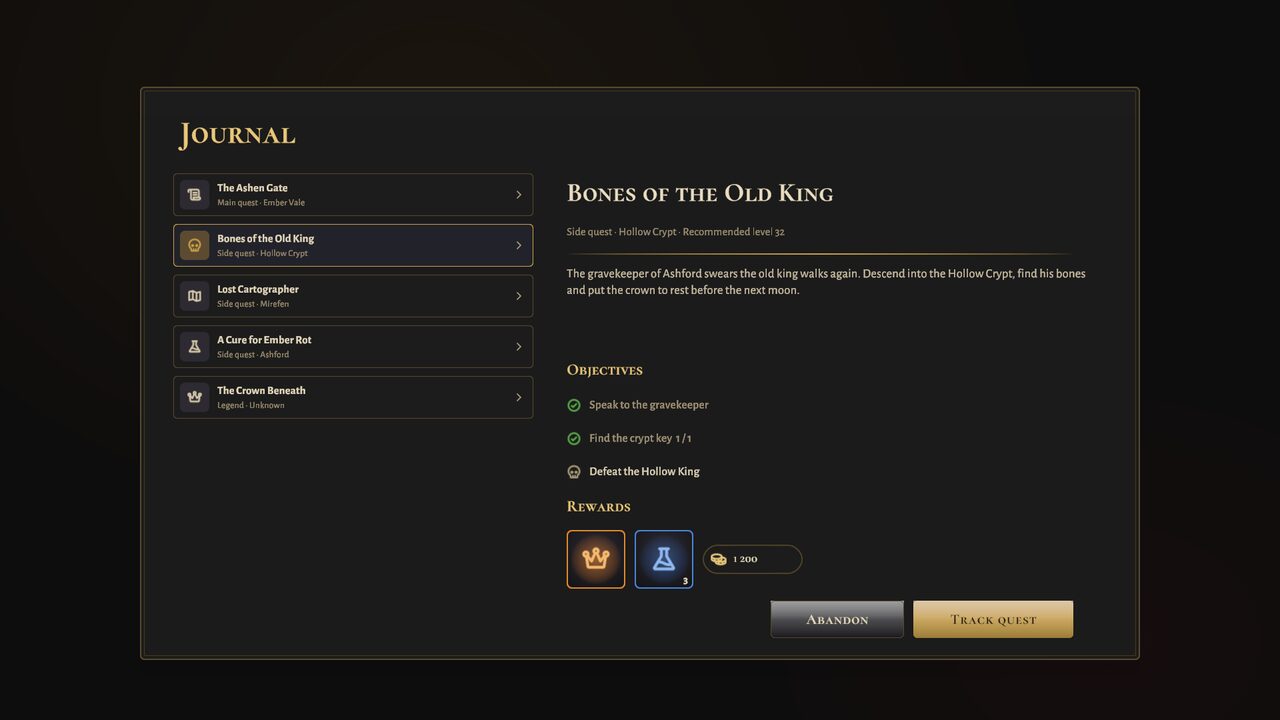 Journal
The Ashen Gate
Main quest · Ember Vale
Bones of the Old King
Side quest · Hollow Crypt
Lost Cartographer
Side quest · Mirefen
A Cure for Ember Rot
Side quest · Ashford
The Crown Beneath
Legend · Unknown
Bones of the Old King
Side quest · Hollow Crypt · Recommended level 32
The gravekeeper of Ashford swears the old king walks again. Descend into the Hollow Crypt, find his bones
and put the crown to rest before the next moon.
Objectives
Speak to the gravekeeper
Find the crypt key 1 / 1
Defeat the Hollow King
Rewards
3
1 200
Abandon
Track quest